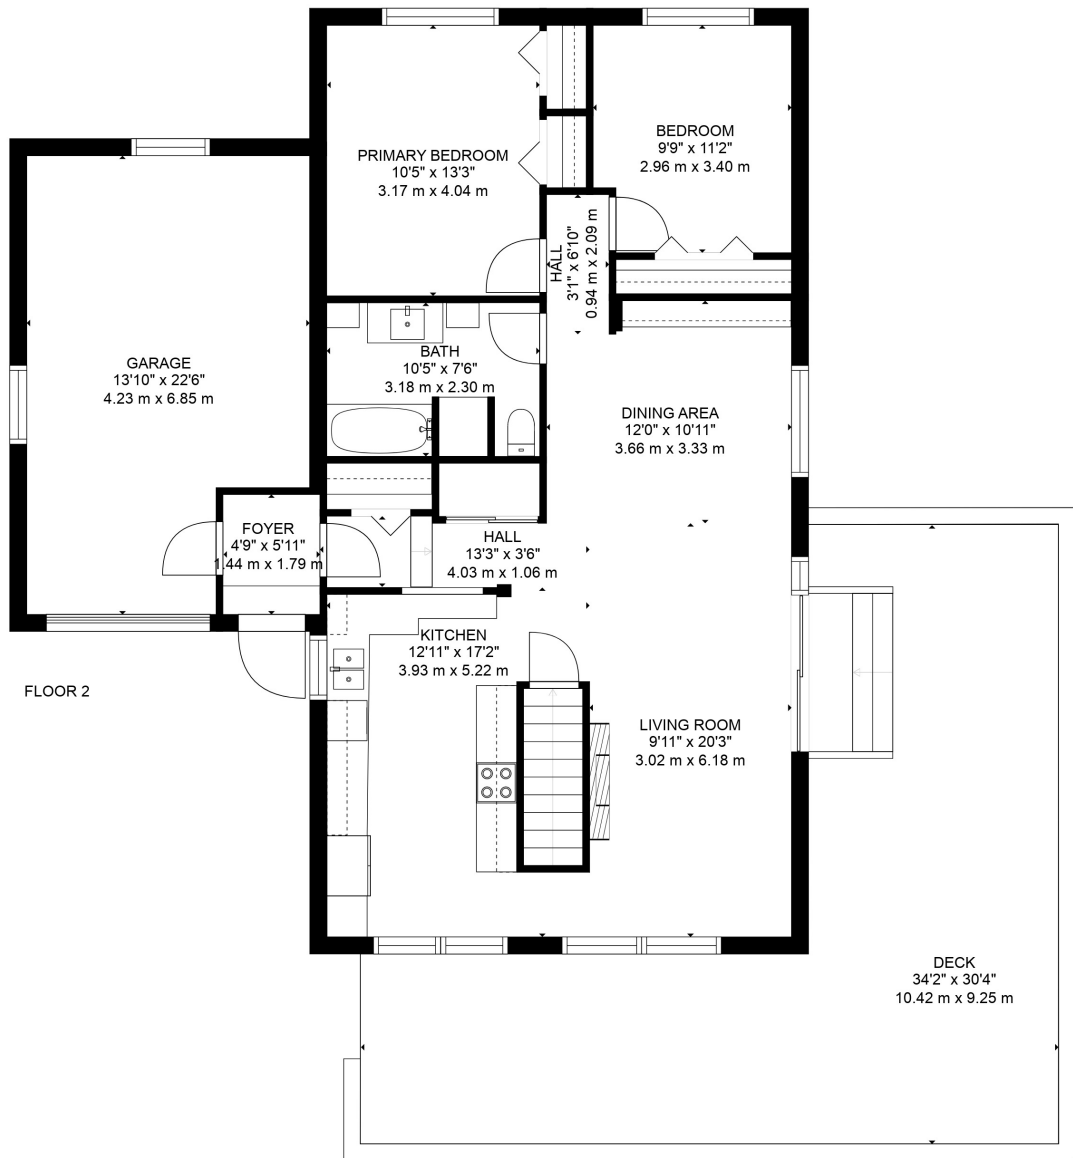 PRIMARY BEDROOM
10'5" x 13'3"
3.17 m x 4.04 m
BEDROOM
9'9" x 11'2"
2.96 m x 3.40 m
HALL
3'1" x 6'10"
0.94 m x 2.09 m
GARAGE
13'10" x 22'6"
4.23 m x 6.85 m
BATH
10'5" x 7'6"
3.18 m x 2.30 m
DINING AREA
12'0" x 10'11"
3.66 m x 3.33 m
FOYER
4'9" x 5'11"
1.44 m x 1.79 m
HALL
13'3" x 3'6"
4.03 m x 1.06 m
KITCHEN
12'11" x 17'2"
3.93 m x 5.22 m
FLOOR 2
LIVING ROOM
9'11" x 20'3"
3.02 m x 6.18 m
DECK
34'2" x 30'4"
10.42 m x 9.25 m